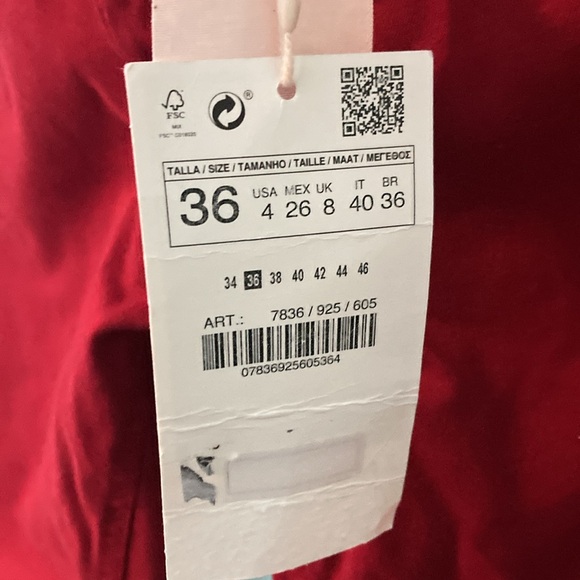 FSC
MIX
®
TALLA / SIZE / TAMANHO / TAILLE / MAAT / ΜΕΓΕΘΟΣ
36 USA MEX UK IT BR
4 26 8 40 36
34 36 38 40 42 44 46
ART.: 7836 / 925 / 605
07836925605364